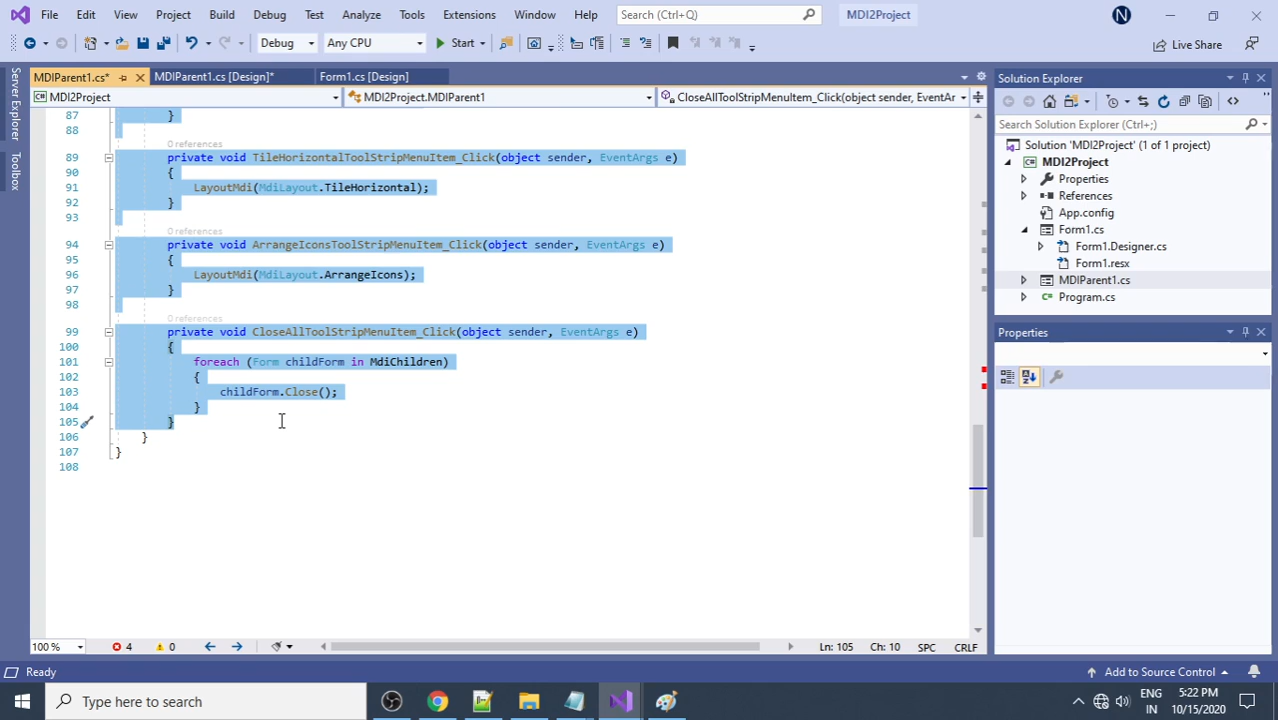 File Edit View Project Build Debug Test Analyze Tools Extensions Window Help Search (Ctrl+Q) MDI2Project N
Debug Any CPU Start Live Share
Server Explorer
Toolbox
MDIParent1.cs* MDIParent1.cs [Design]* Form1.cs [Design]
MDI2Project MDI2Project.MDIParent1 CloseAllToolStripMenuItem_Click(object sender, EventAr
87 }
88
0 references
89 private void TileHorizontalToolStripMenuItem_Click(object sender, EventArgs e)
90 {
91 LayoutMdi(MdiLayout.TileHorizontal);
92 }
93
0 references
94 private void ArrangeIconsToolStripMenuItem_Click(object sender, EventArgs e)
95 {
96 LayoutMdi(MdiLayout.ArrangeIcons);
97 }
98
0 references
99 private void CloseAllToolStripMenuItem_Click(object sender, EventArgs e)
100 {
101 foreach (Form childForm in MdiChildren)
102 {
103 childForm.Close();
104 }
105 }
106 }
107 }
108
100 % 4 0 Ln: 105 Ch: 10 SPC CRLF
Solution Explorer
Search Solution Explorer (Ctrl+;)
Solution 'MDI2Project' (1 of 1 project)
MDI2Project
Properties
References
App.config
Form1.cs
Form1.Designer.cs
Form1.resx
MDIParent1.cs
Program.cs
Properties
Ready Add to Source Control
Type here to search
ENG
IN
5:22 PM
10/15/2020